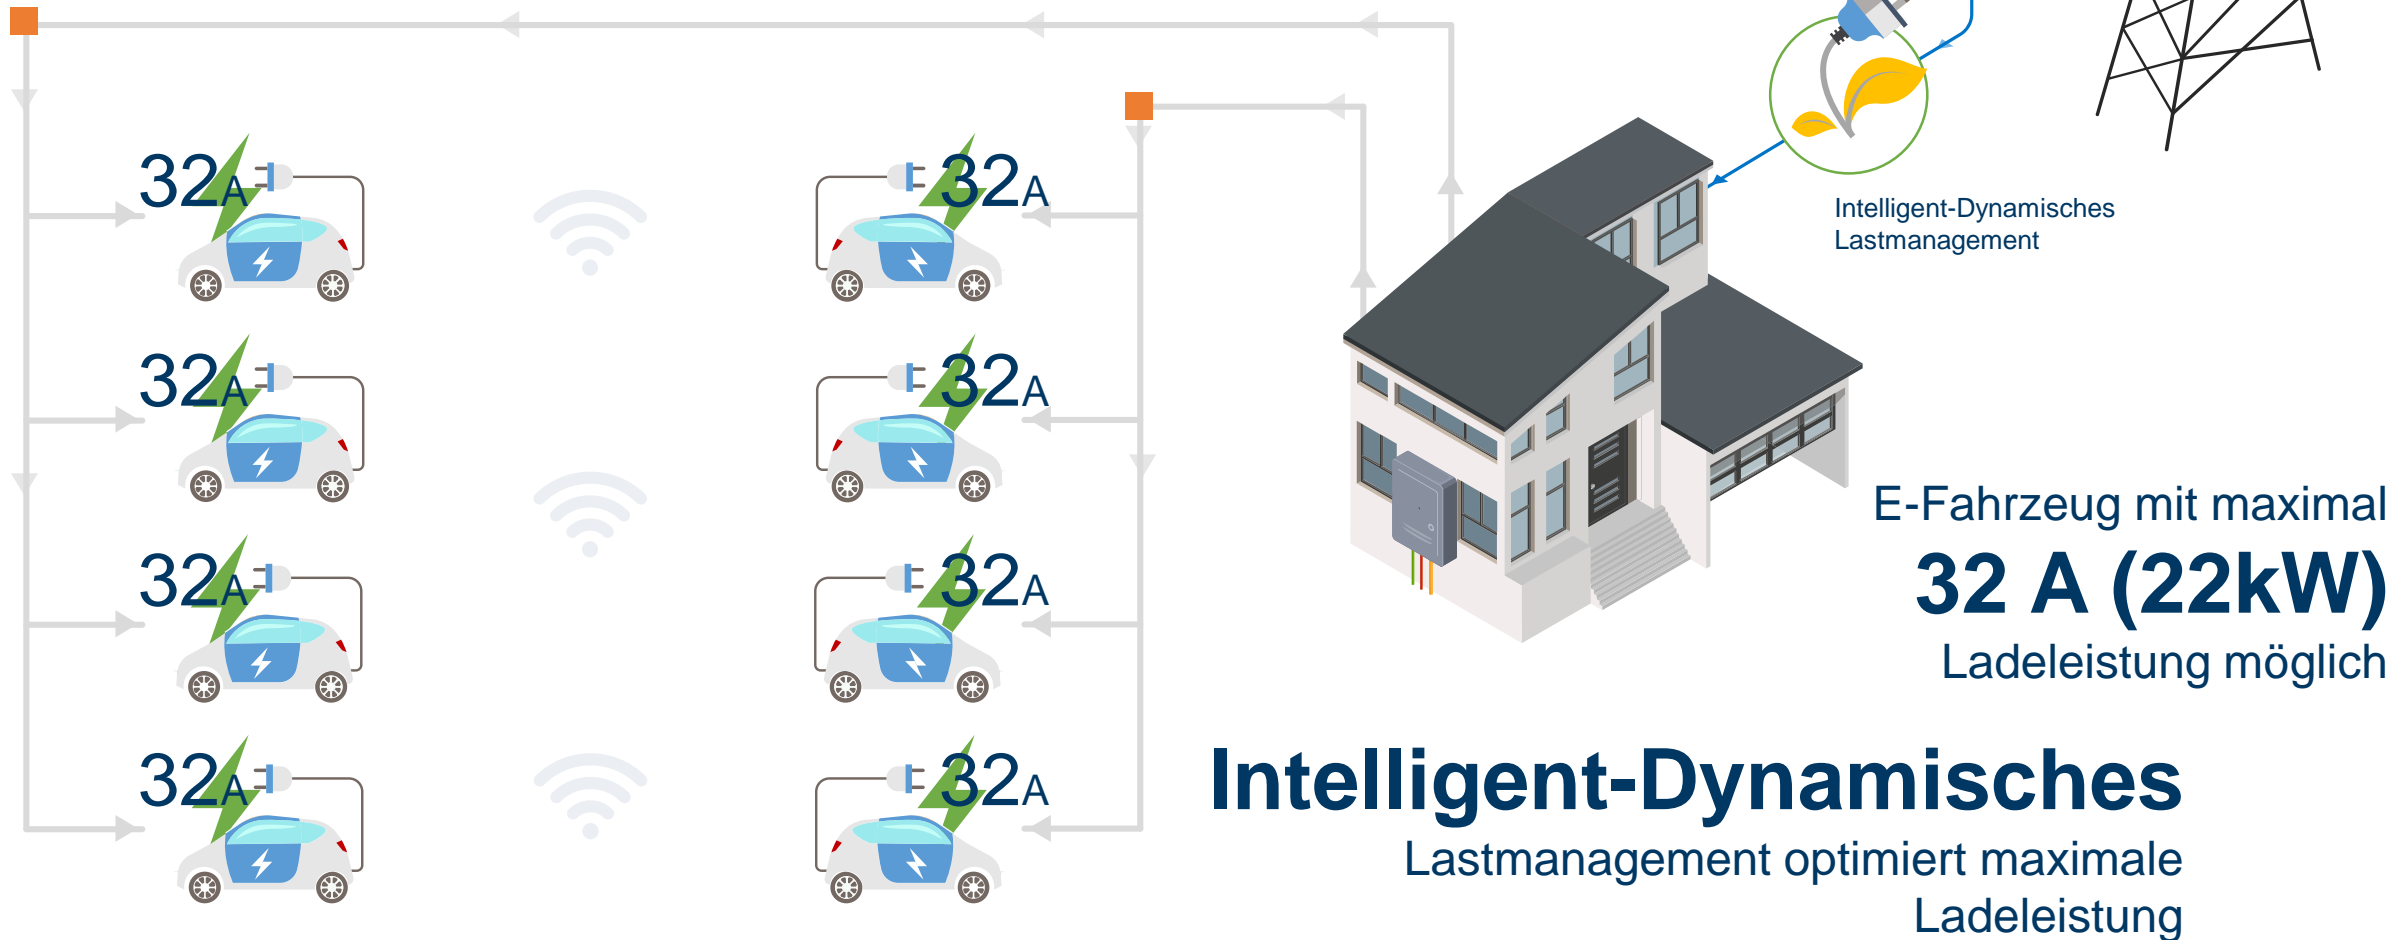 32A
32A
32A
32A
32A
32A
32A
32A
Intelligent-Dynamisches
Lastmanagement
E-Fahrzeug mit maximal
32 A (22kW)
Ladeleistung möglich
Intelligent-Dynamisches
Lastmanagement optimiert maximale
Ladeleistung